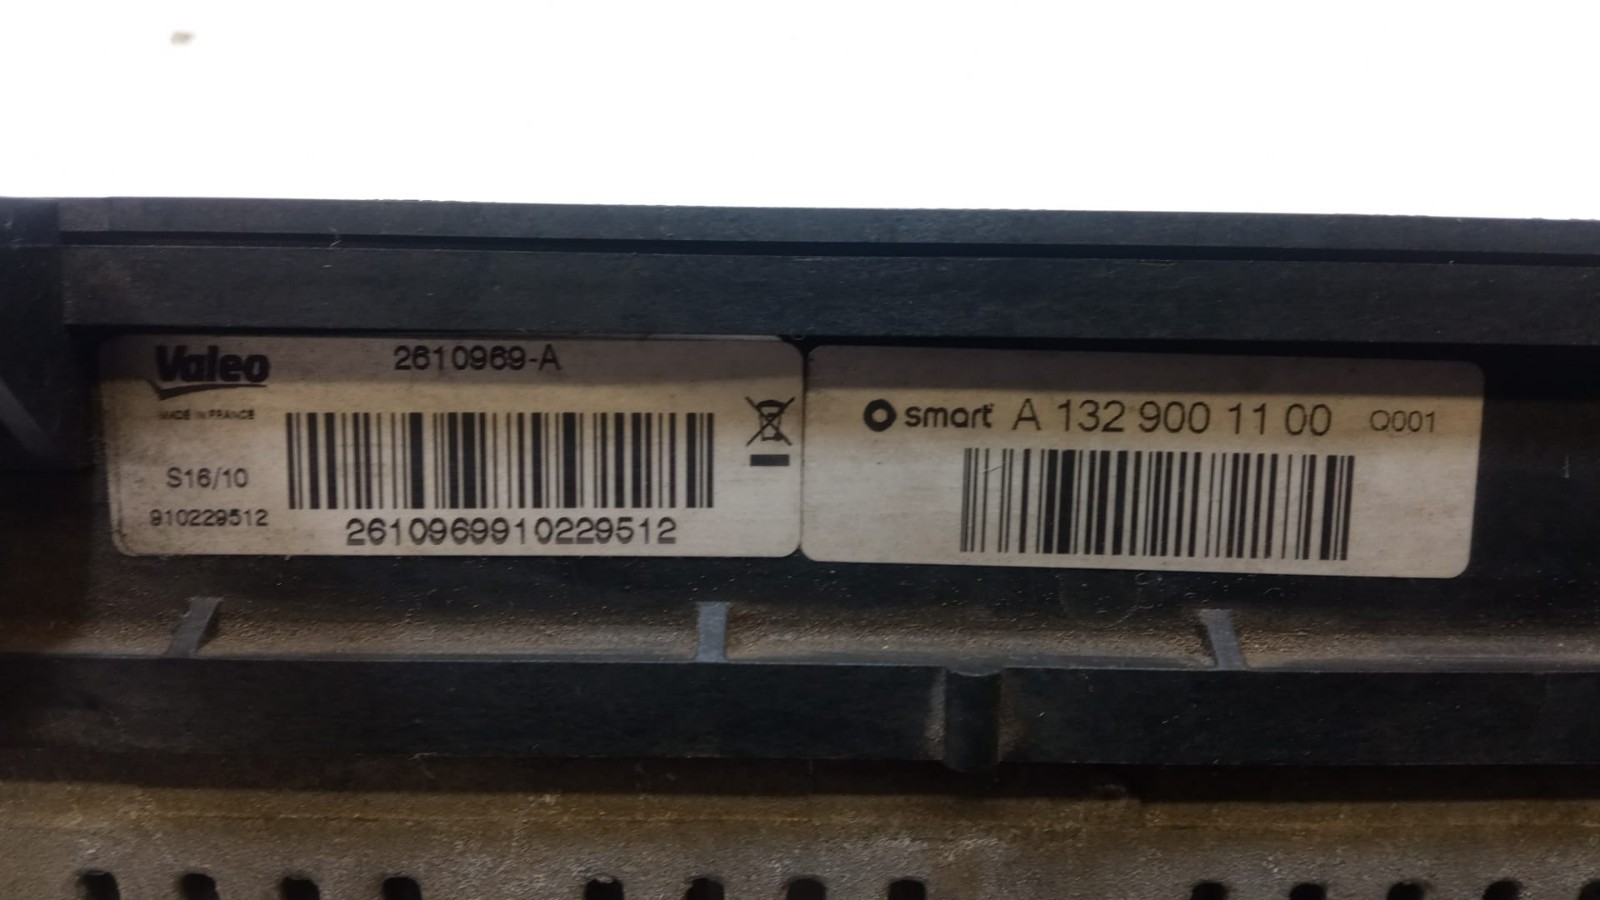 Valeo
2610969-A
MADE IN FRANCE
S16/10
910229512
2610969910229512
smart A 132 900 11 00 Q001